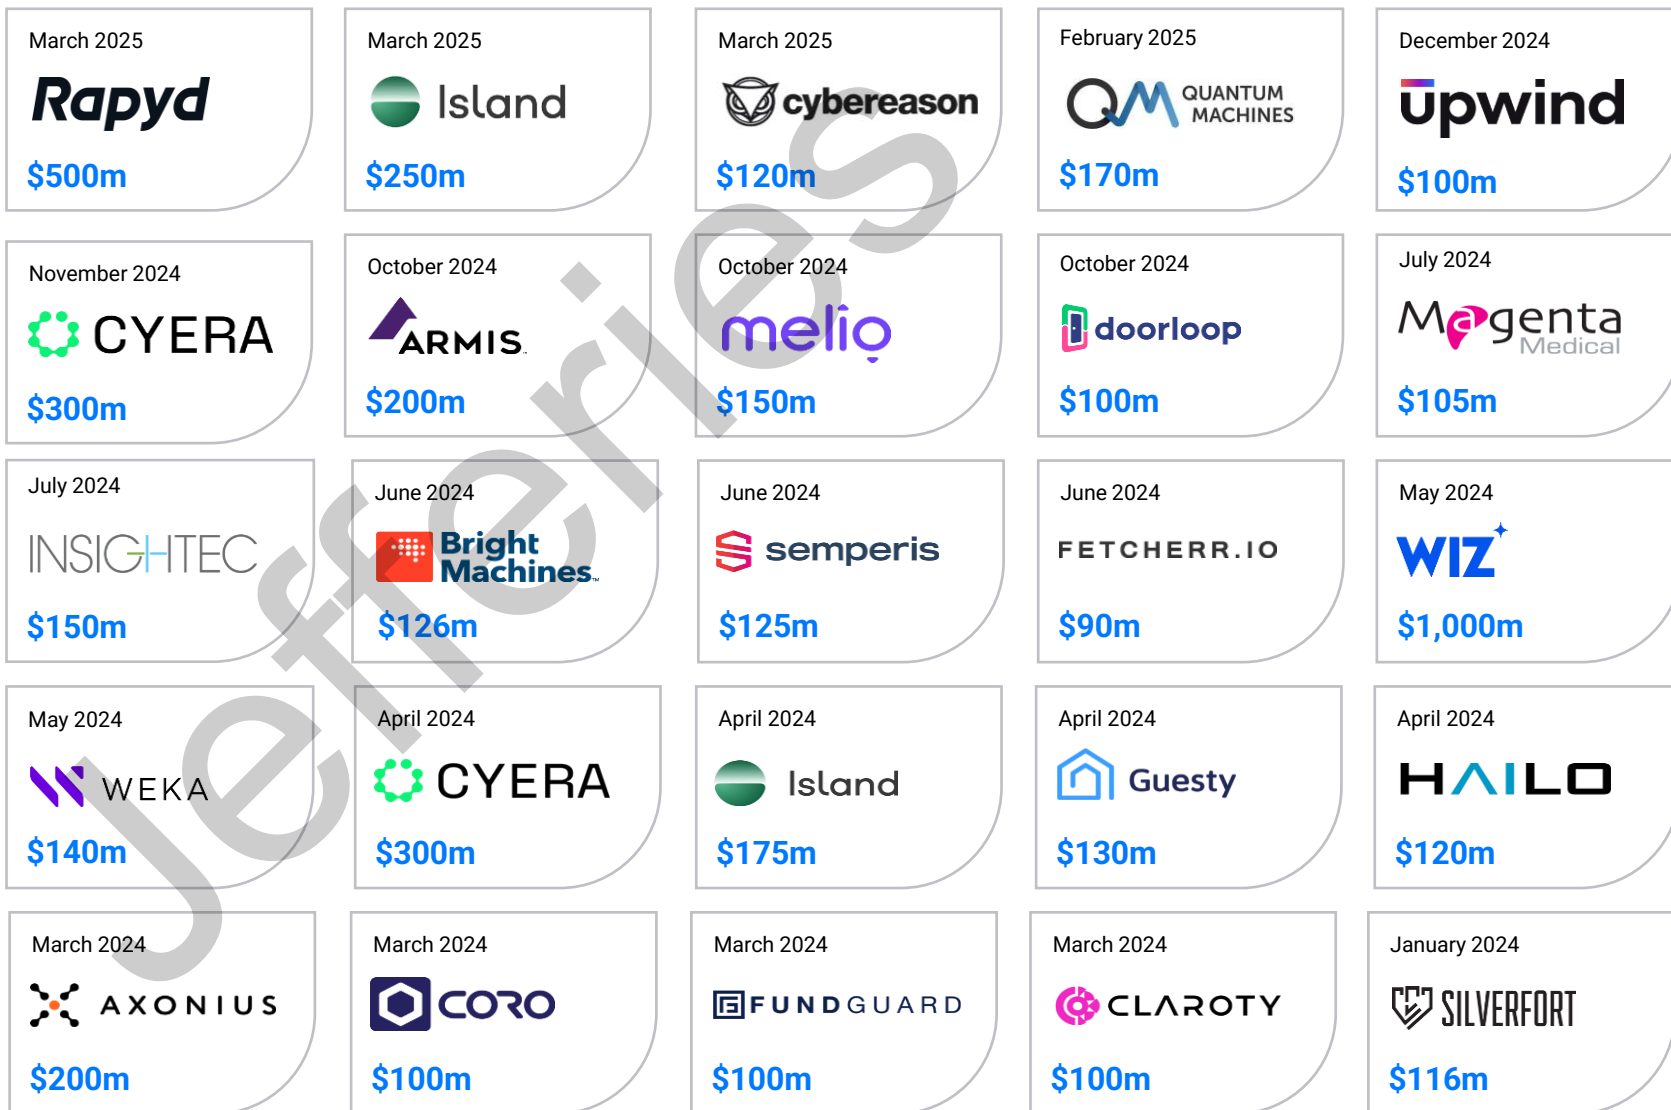 March 2025
Rapyd
$500m
March 2025
Island
$250m
March 2025
cybereason
$120m
February 2025
QM QUANTUM
MACHINES
$170m
December 2024
upwind
$100m
November 2024
CYERA
$300m
October 2024
ARMIS™
$200m
October 2024
melio
$150m
October 2024
doorloop
$100m
July 2024
Magenta
Medical
$105m
July 2024
INSIGHTEC
$150m
June 2024
Bright
Machines™
$126m
June 2024
semperis
$125m
June 2024
FETCHERR.IO
$90m
May 2024
WIZ
$1,000m
May 2024
WEKA
$140m
April 2024
CYERA
$300m
April 2024
Island
$175m
April 2024
Guesty
$130m
April 2024
HAILO
$120m
March 2024
AXONIUS
$200m
March 2024
CORO
$100m
March 2024
FUNDGUARD
$100m
March 2024
CLAROTY
$100m
January 2024
SILVERFORT
$116m
Jefferies